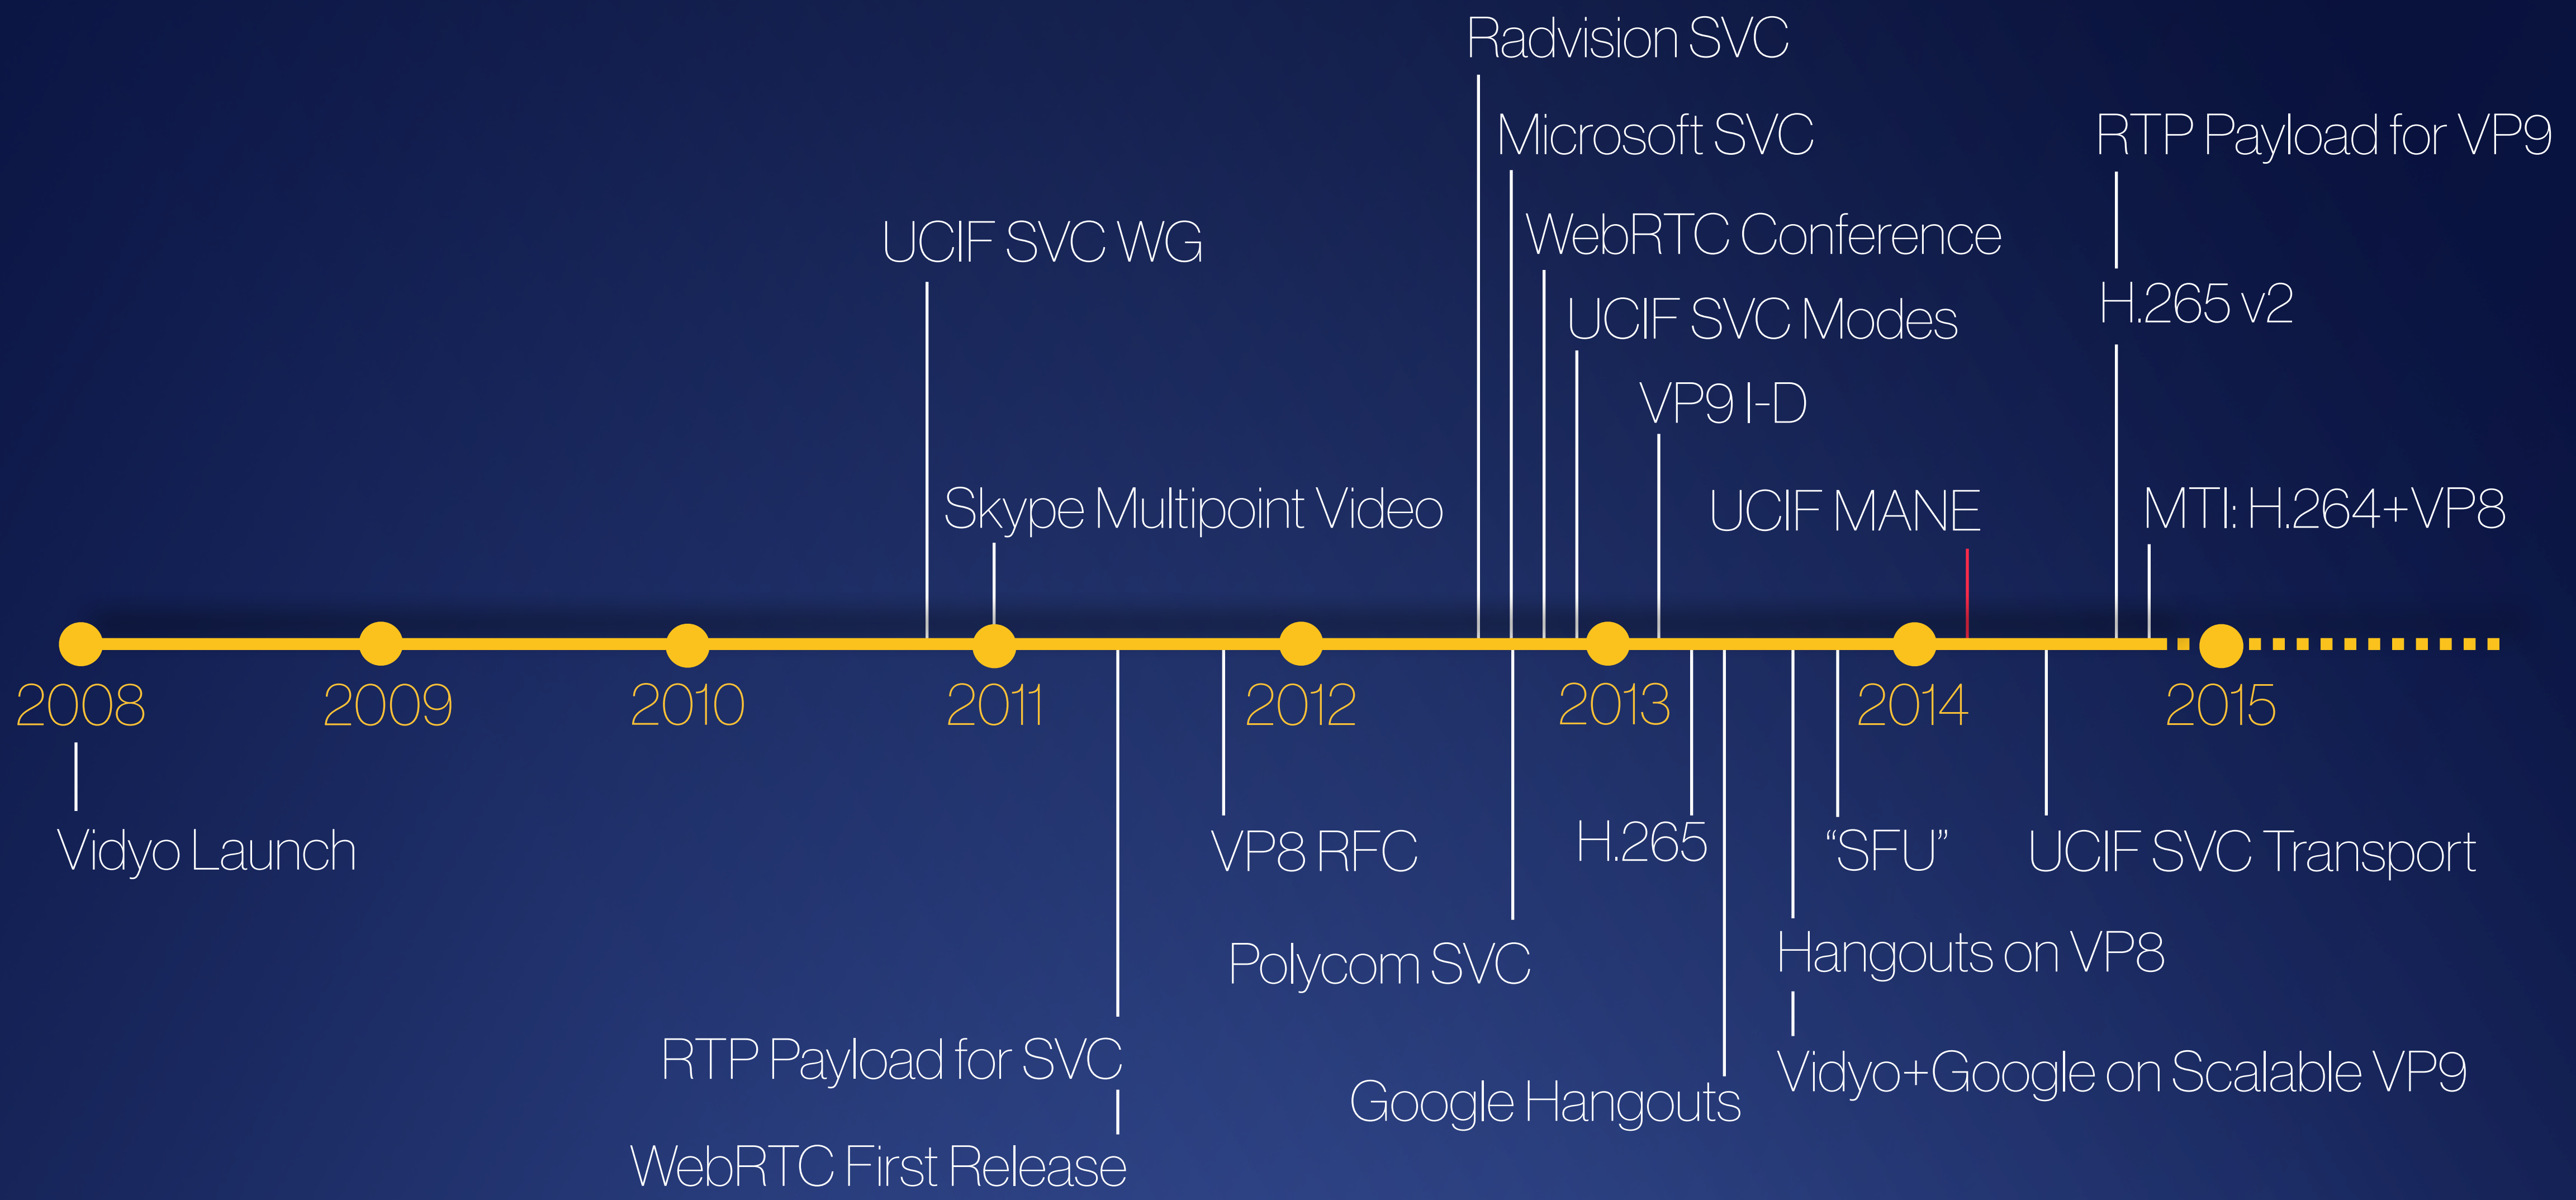 Radvision SVC
Microsoft SVC
RTP Payload for VP9
UCIF SVC WG
WebRTC Conference
H.265 v2
UCIF SVC Modes
VP9 I-D
Skype Multipoint Video
UCIF MANE
MTI: H.264+VP8
2008
2009
2010
2011
2012
2013
2014
2015
Vidyo Launch
VP8 RFC
H.265
“SFU”
UCIF SVC Transport
Polycom SVC
Hangouts on VP8
RTP Payload for SVC
Google Hangouts
Vidyo+Google on Scalable VP9
WebRTC First Release